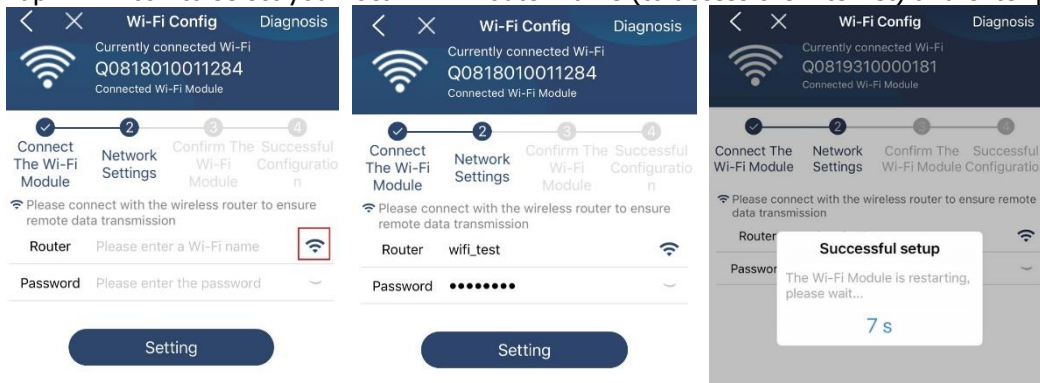 Wi-Fi Config Diagnosis
Currently connected Wi-Fi
Q0818010011284
Connected Wi-Fi Module
2 3 4
Connect The Wi-Fi Module
Network Settings
Confirm The Wi-Fi Module
Successful Configuratio n
Please connect with the wireless router to ensure
remote data transmission
Router Please enter a Wi-Fi name
Password Please enter the password
Setting
Wi-Fi Config Diagnosis
Currently connected Wi-Fi
Q0818010011284
Connected Wi-Fi Module
2 3 4
Connect The Wi-Fi Module
Network Settings
Confirm The Wi-Fi Module
Successful Configuratio n
Please connect with the wireless router to ensure
remote data transmission
Router wifi_test
Password ••••••••
Setting
Wi-Fi Config Diagnosis
Currently connected Wi-Fi
Q0819310000181
Connected Wi-Fi Module
2 3 4
Connect The Wi-Fi Module
Network Settings
Confirm The Wi-Fi Module
Successful Configuratio
Please connect with the wireless router to ensure remote
data transmission
Router
Passwor
Successful setup
The Wi-Fi Module is restarting,
please wait...
7 s